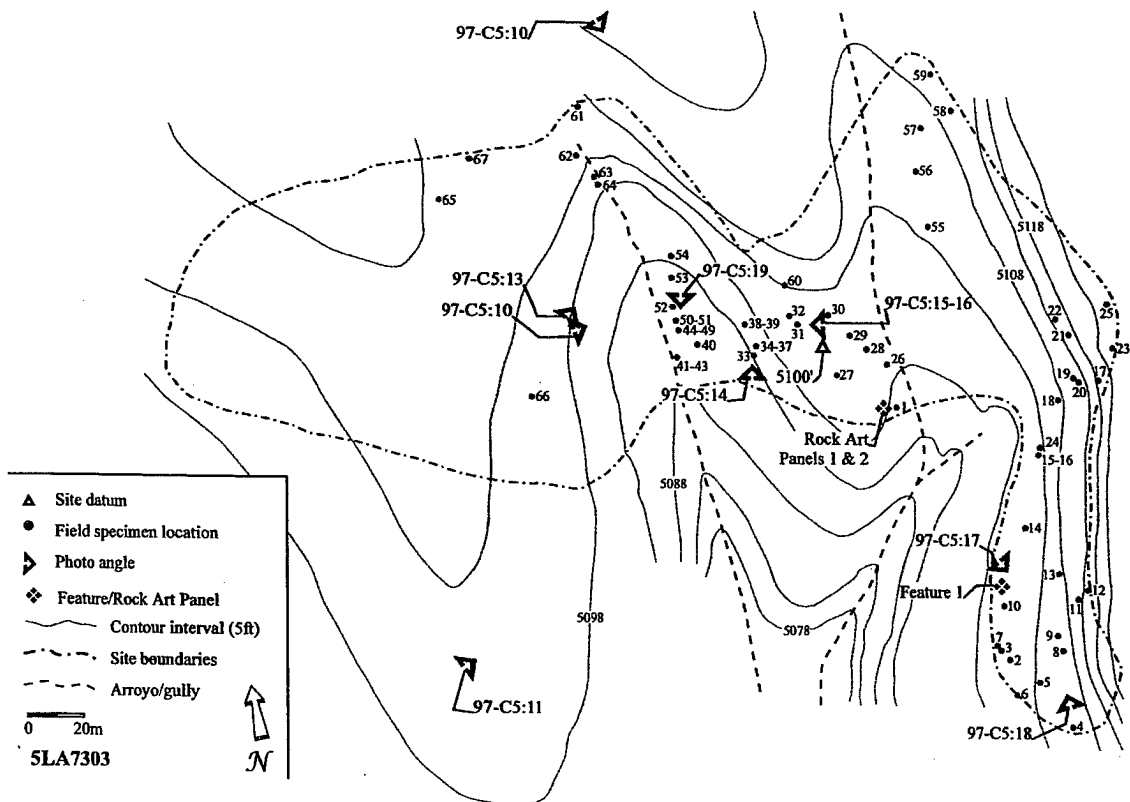 97-C5:10
59
58
57
61
62
67
63
64
65
56
55
5118
5108
54
53
97-C5:19
60
97-C5:13
97-C5:10
52
50-51
44-49
40
41-43
38-39
32
31
30
97-C5:15-16
34-37
33
29
28
26
27
5100'
22
21
25
23
19
20
17
18
97-C5:14
66
1
Rock Art
Panels 1 & 2
24
15-16
5088
14
97-C5:17
Feature 1
13
12
11
10
9
8
7
3
2
5
6
4
5098
5078
97-C5:11
97-C5:18
Site datum
Field specimen location
Photo angle
Feature/Rock Art Panel
Contour interval (5ft)
Site boundaries
Arroyo/gully
0 20m
5LA7303
N